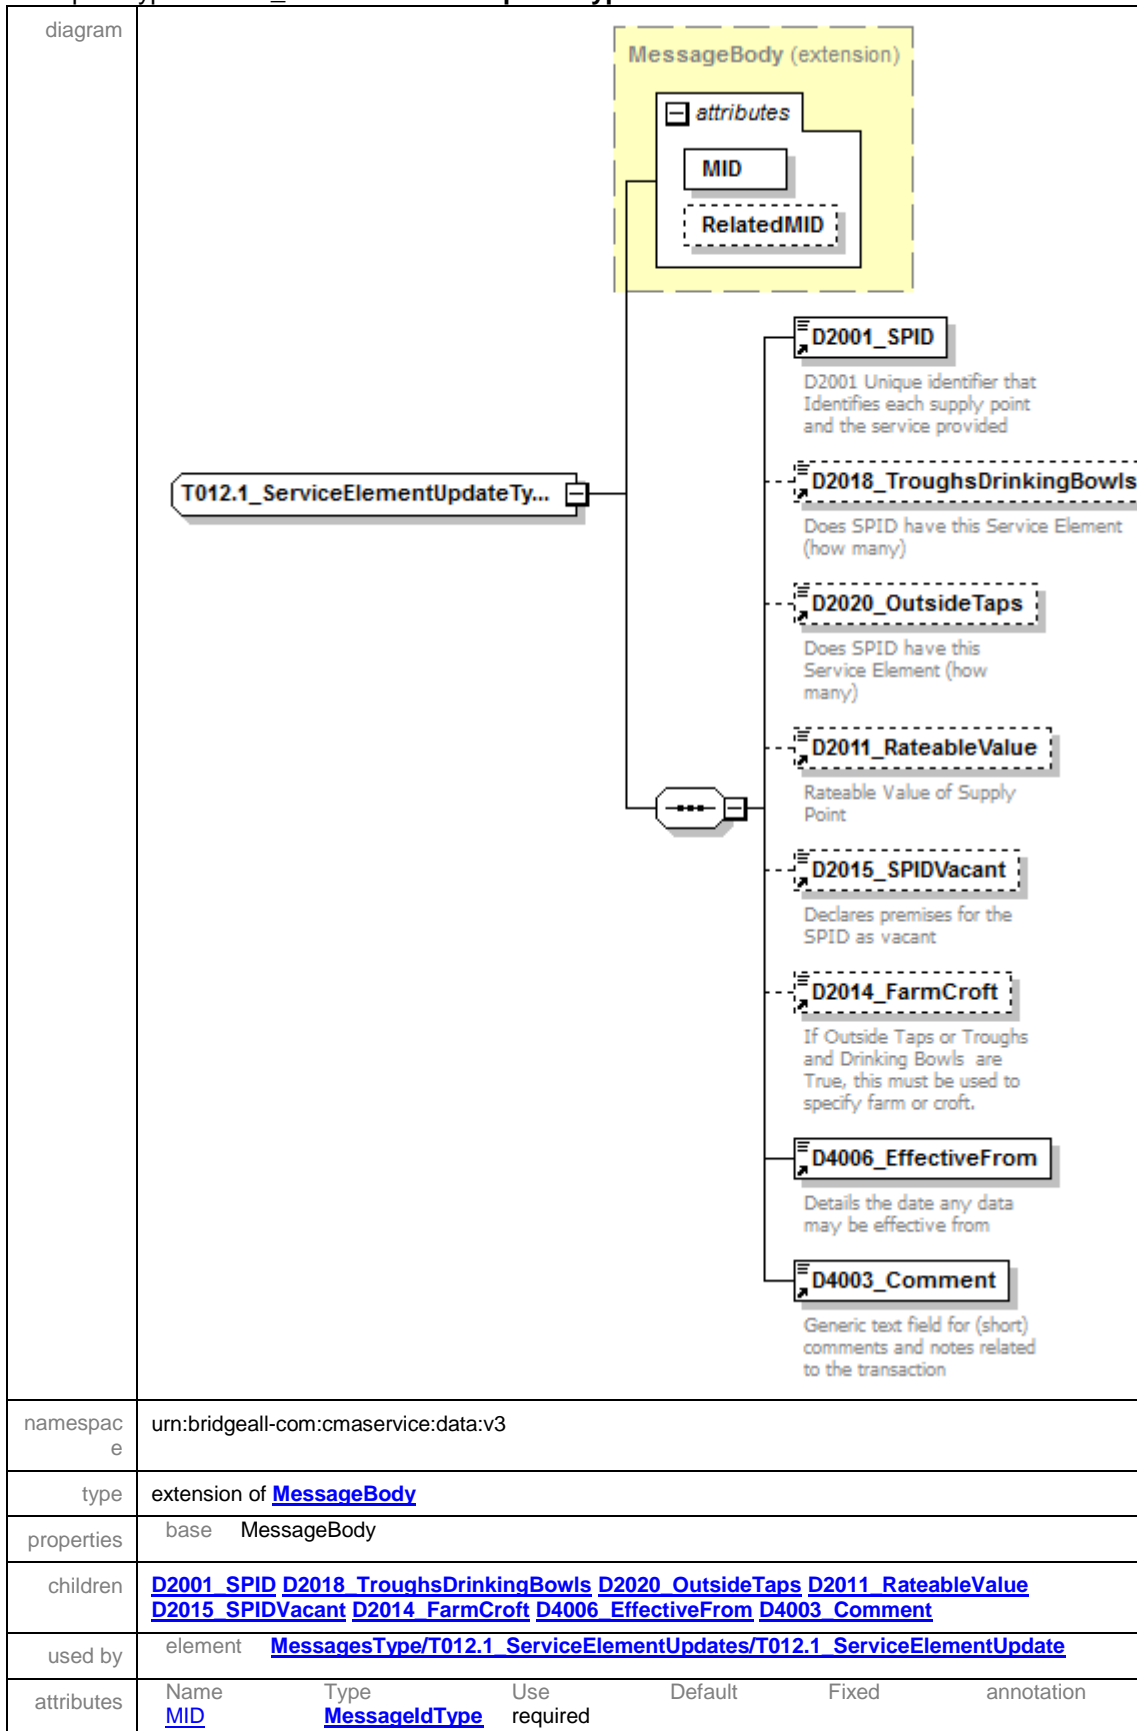 diagram
MessageBody (extension)
attributes
MID
RelatedMID
D2001_SPID
D2001 Unique identifier that
Identifies each supply point
and the service provided
T012.1_ServiceElementUpdateTy...
D2018_TroughsDrinkingBowls
Does SPID have this Service Element
(how many)
D2020_OutsideTaps
Does SPID have this
Service Element (how
many)
D2011_RateableValue
Rateable Value of Supply
Point
D2015_SPIDVacant
Declares premises for the
SPID as vacant
D2014_FarmCroft
If Outside Taps or Troughs
and Drinking Bowls are
True, this must be used to
specify farm or croft.
D4006_EffectiveFrom
Details the date any data
may be effective from
D4003_Comment
Generic text field for (short)
comments and notes related
to the transaction
namespac
e
urn:bridgeall-com:cmaservice:data:v3
type
extension of MessageBody
properties
base MessageBody
children
D2001_SPID D2018_TroughsDrinkingBowls D2020_OutsideTaps D2011_RateableValue
D2015_SPIDVacant D2014_FarmCroft D4006_EffectiveFrom D4003_Comment
used by
element MessagesType/T012.1_ServiceElementUpdates/T012.1_ServiceElementUpdate
attributes
Name Type Use Default Fixed annotation
MID MessageIdType required